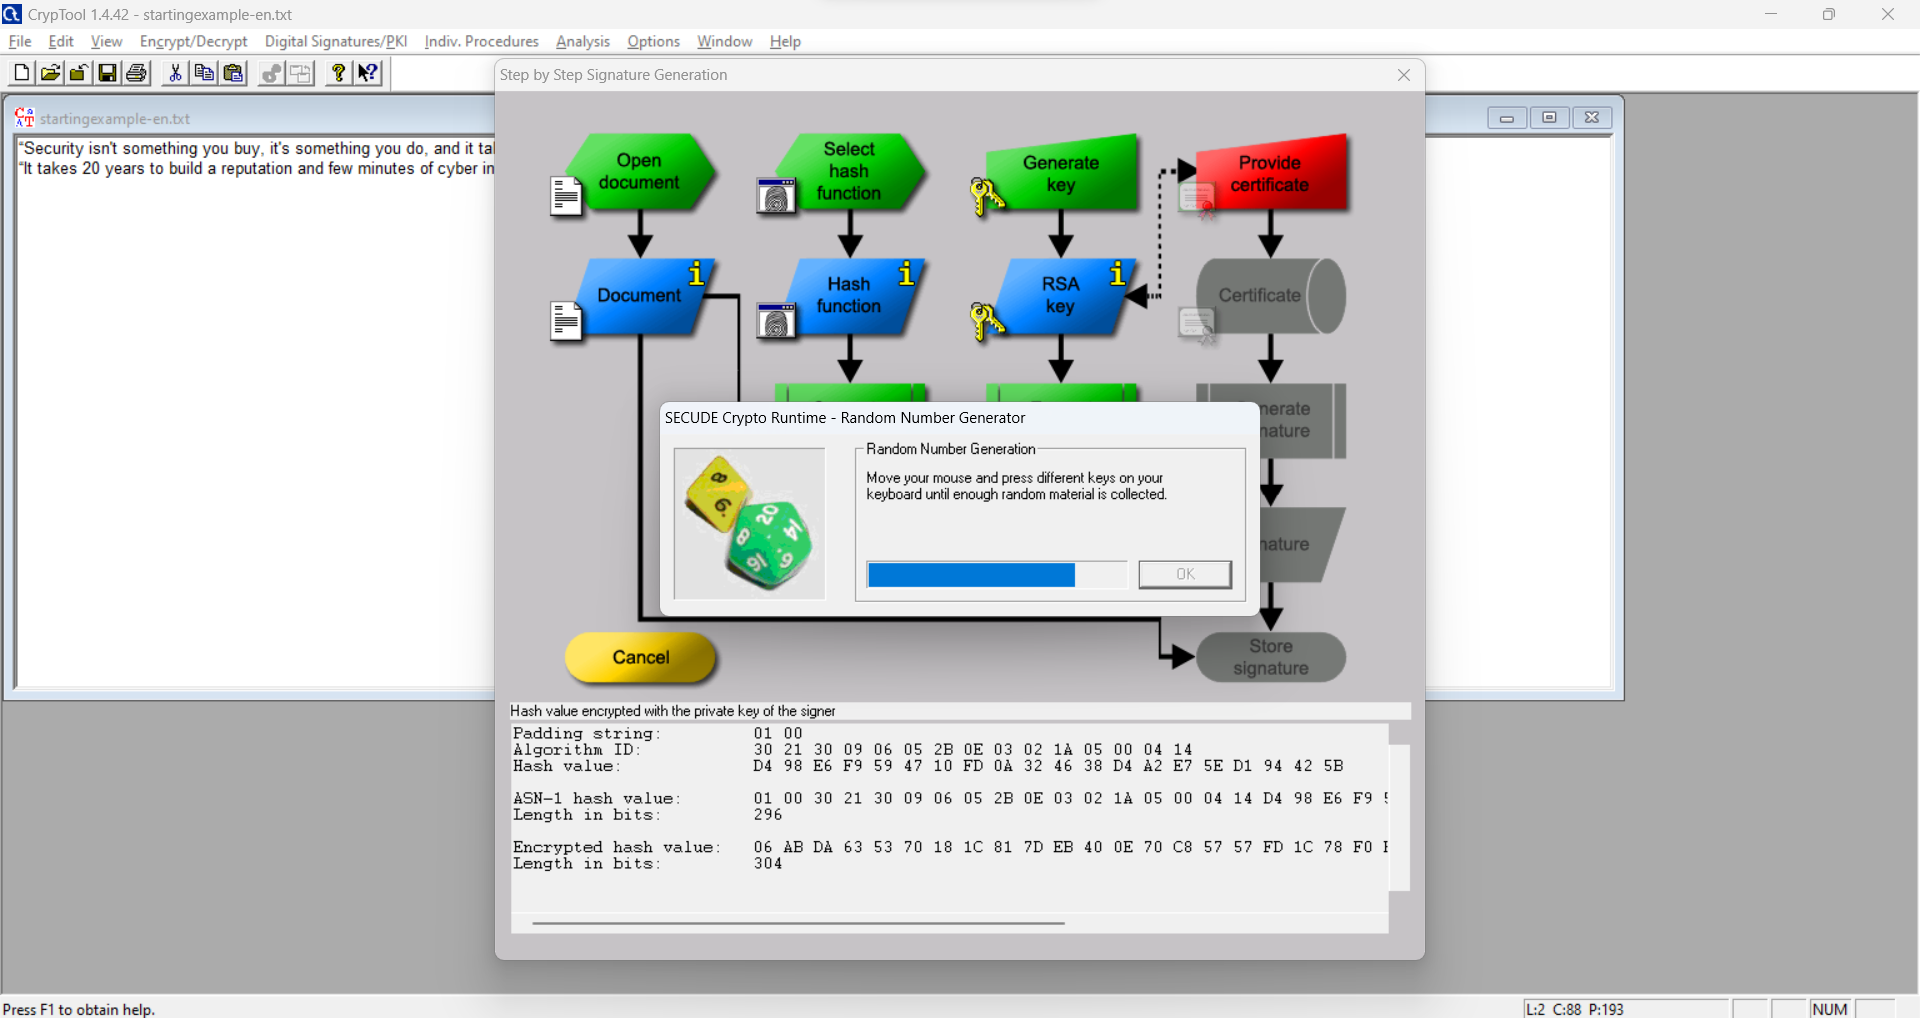 CrypTool 1.4.42 - startingexample-en.txt
File Edit View Encrypt/Decrypt Digital Signatures/PKI Indiv. Procedures Analysis Options Window Help
Step by Step Signature Generation
startingexample-en.txt
“Security isn't something you buy, it's something you do, and it
“It takes 20 years to build a reputation and few minutes of cyber
Open document
Select hash function
Generate key
Provide certificate
Document
Hash function
RSA key
Certificate
SECUDE Crypto Runtime - Random Number Generator
Random Number Generation
Move your mouse and press different keys on your
keyboard until enough random material is collected.
OK
Cancel
Store signature
Hash value encrypted with the private key of the signer
Padding string: 01 00
Algorithm ID: 30 21 30 09 06 05 2B 0E 03 02 1A 05 00 04 14
Hash value: D4 98 E6 F9 59 47 10 FD 0A 32 46 38 D4 A2 E7 5E D1 94 42 5B
ASN-1 hash value: 01 00 30 21 30 09 06 05 2B 0E 03 02 1A 05 00 04 14 D4 98 E6 F9
Length in bits: 296
Encrypted hash value: 06 AB DA 63 53 70 18 1C 81 7D EB 40 0E 70 C8 57 57 FD 1C 78 F0
Length in bits: 304
Press F1 to obtain help.
L:2 C:88 P:193
NUM